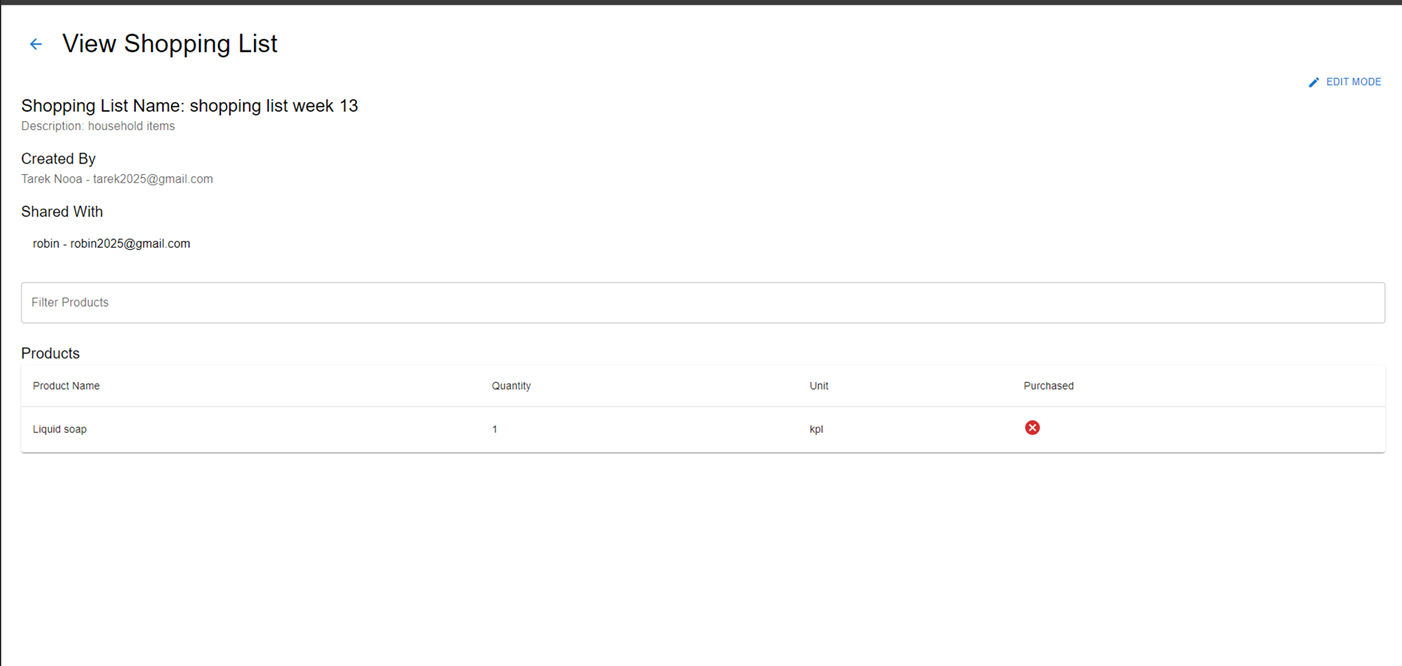 View Shopping List
EDIT MODE
Shopping List Name: shopping list week 13
Description: household items
Created By
Tarek Nooa - tarek2025@gmail.com
Shared With
robin - robin2025@gmail.com
Filter Products
Products
Product Name Quantity Unit Purchased
Liquid soap 1 kpl